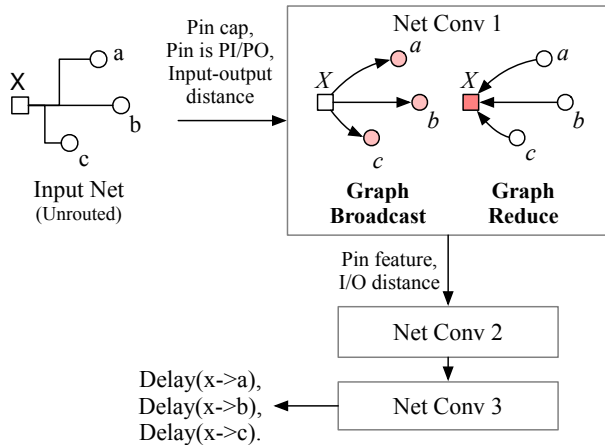 X
a
b
c
Input Net
(Unrouted)
Pin cap,
Pin is PI/PO,
Input-output
distance
Net Conv 1
X
a
b
c
Graph
Broadcast
X
a
b
c
Graph
Reduce
Pin feature,
I/O distance
Net Conv 2
Net Conv 3
Delay(x->a),
Delay(x->b),
Delay(x->c).